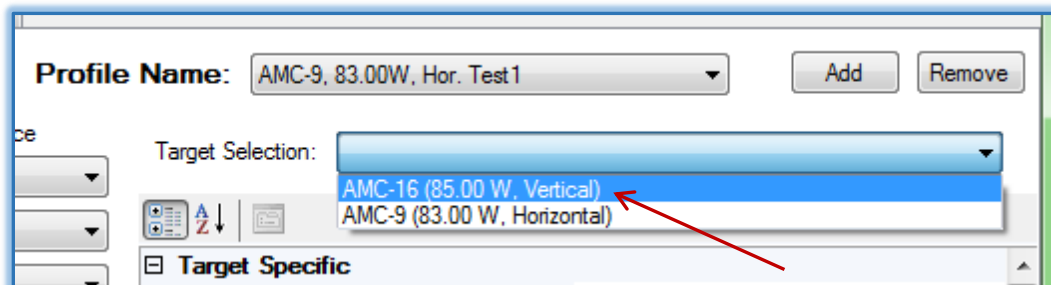 Profile Name: AMC-9, 83.00W, Hor. Test1 Add Remove
ce
Target Selection:
AMC-16 (85.00 W, Vertical)
AMC-9 (83.00 W, Horizontal)
A
Z
Target Specific